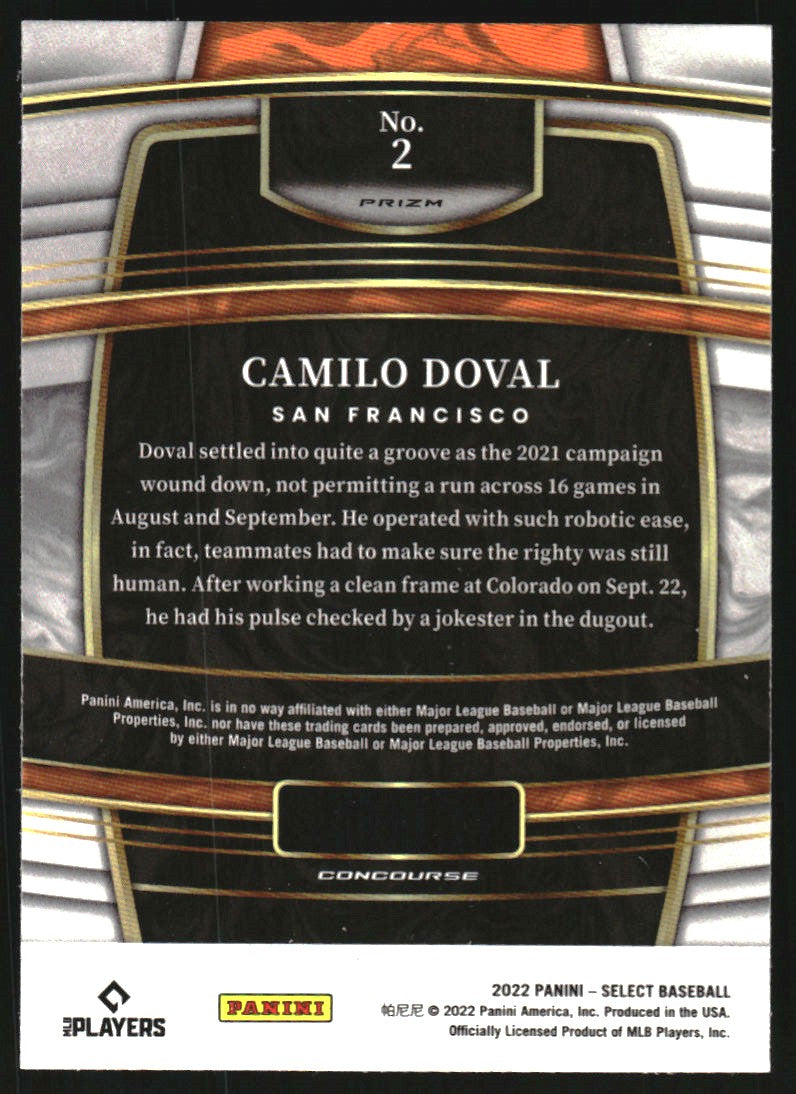 No.
2
PRIZM
CAMILO DOVAL
SAN FRANCISCO
Doval settled into quite a groove as the 2021 campaign
wound down, not permitting a run across 16 games in
August and September. He operated with such robotic ease,
in fact, teammates had to make sure the righty was still
human. After working a clean frame at Colorado on Sept. 22,
he had his pulse checked by a jokester in the dugout.
Panini America, Inc. is in no way affiliated with either Major League Baseball or Major League Baseball
Properties, Inc. nor have these trading cards been prepared, approved, endorsed, or licensed
by either Major League Baseball or Major League Baseball Properties, Inc.
CONCOURSE
MLB PLAYERS
PANINI
2022 PANINI – SELECT BASEBALL
帕尼尼 © 2022 Panini America, Inc. Produced in the USA.
Officially Licensed Product of MLB Players, Inc.